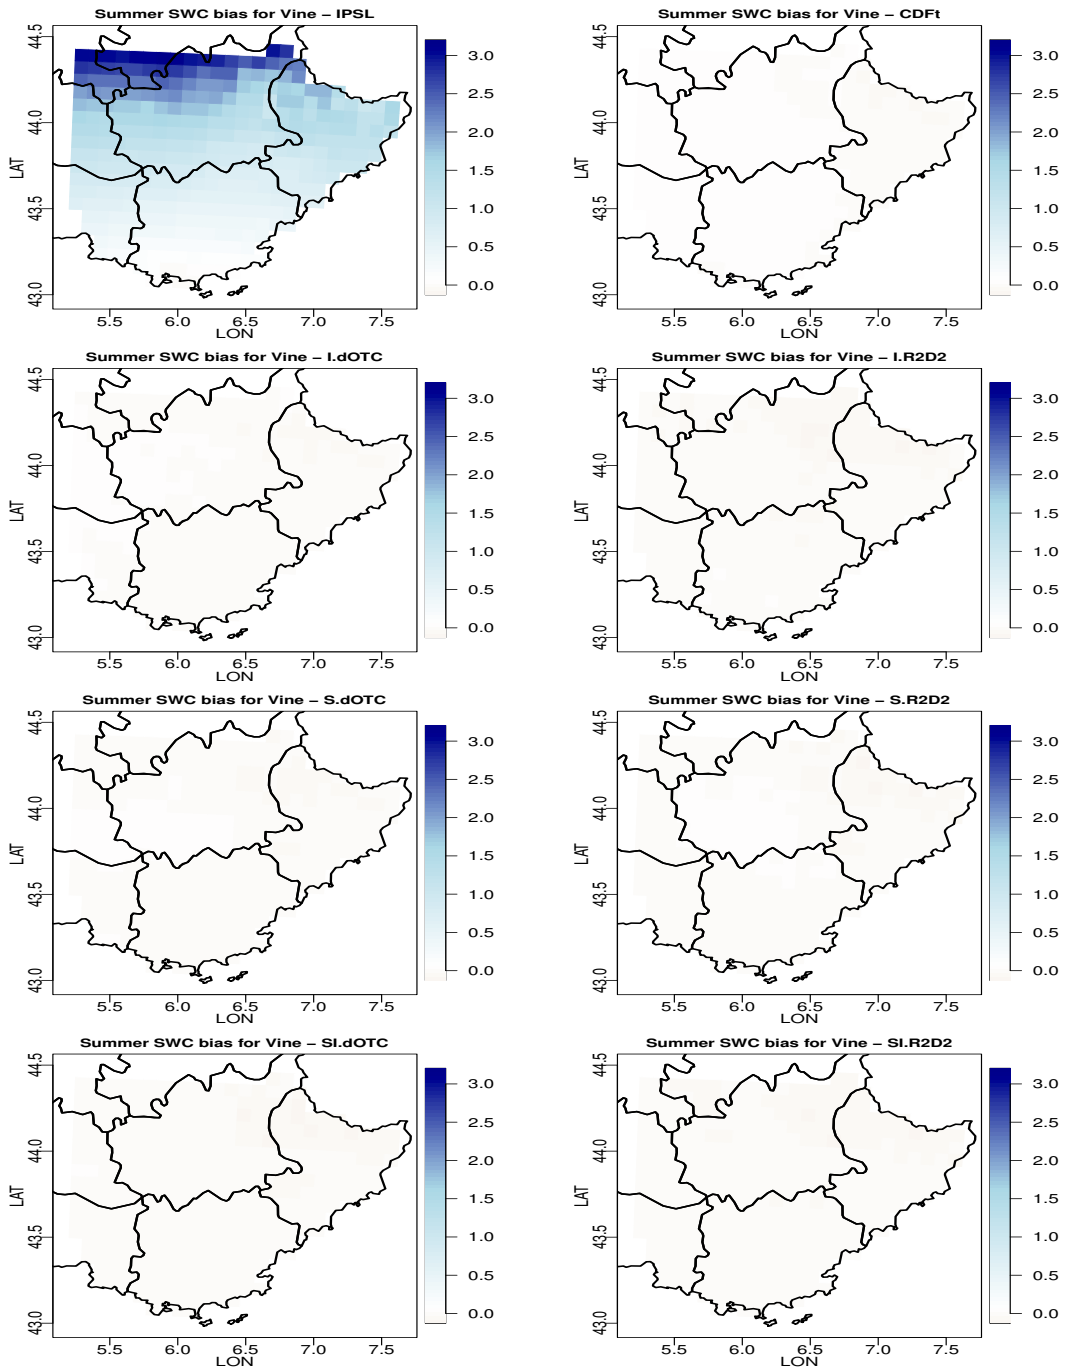 Summer SWC bias for Vine – IPSL
LAT
44.5
44.0
43.5
43.0
5.5 6.0 6.5 7.0 7.5
LON
3.0
2.5
2.0
1.5
1.0
0.5
0.0
Summer SWC bias for Vine – CDFt
LAT
44.5
44.0
43.5
43.0
5.5 6.0 6.5 7.0 7.5
LON
3.0
2.5
2.0
1.5
1.0
0.5
0.0
Summer SWC bias for Vine – I.dOTC
LAT
44.5
44.0
43.5
43.0
5.5 6.0 6.5 7.0 7.5
LON
3.0
2.5
2.0
1.5
1.0
0.5
0.0
Summer SWC bias for Vine – I.R2D2
LAT
44.5
44.0
43.5
43.0
5.5 6.0 6.5 7.0 7.5
LON
3.0
2.5
2.0
1.5
1.0
0.5
0.0
Summer SWC bias for Vine – S.dOTC
LAT
44.5
44.0
43.5
43.0
5.5 6.0 6.5 7.0 7.5
LON
3.0
2.5
2.0
1.5
1.0
0.5
0.0
Summer SWC bias for Vine – S.R2D2
LAT
44.5
44.0
43.5
43.0
5.5 6.0 6.5 7.0 7.5
LON
3.0
2.5
2.0
1.5
1.0
0.5
0.0
Summer SWC bias for Vine – SI.dOTC
LAT
44.5
44.0
43.5
43.0
5.5 6.0 6.5 7.0 7.5
LON
3.0
2.5
2.0
1.5
1.0
0.5
0.0
Summer SWC bias for Vine – SI.R2D2
LAT
44.5
44.0
43.5
43.0
5.5 6.0 6.5 7.0 7.5
LON
3.0
2.5
2.0
1.5
1.0
0.5
0.0